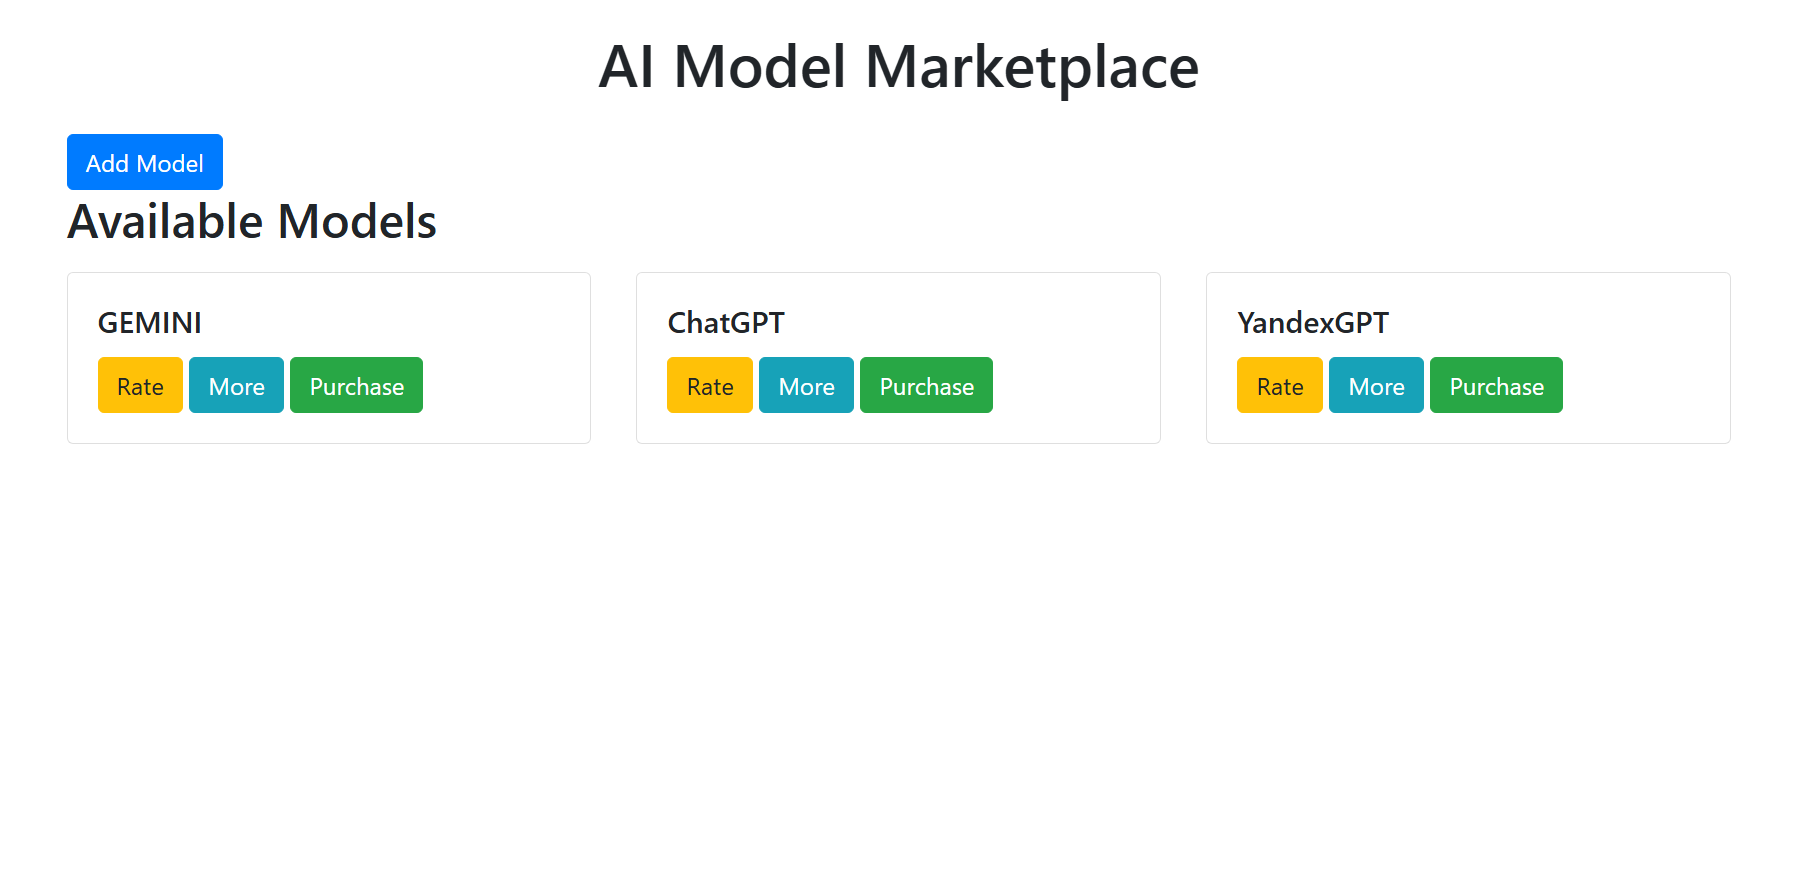 AI Model Marketplace
Add Model
Available Models
GEMINI
Rate More Purchase
ChatGPT
Rate More Purchase
YandexGPT
Rate More Purchase